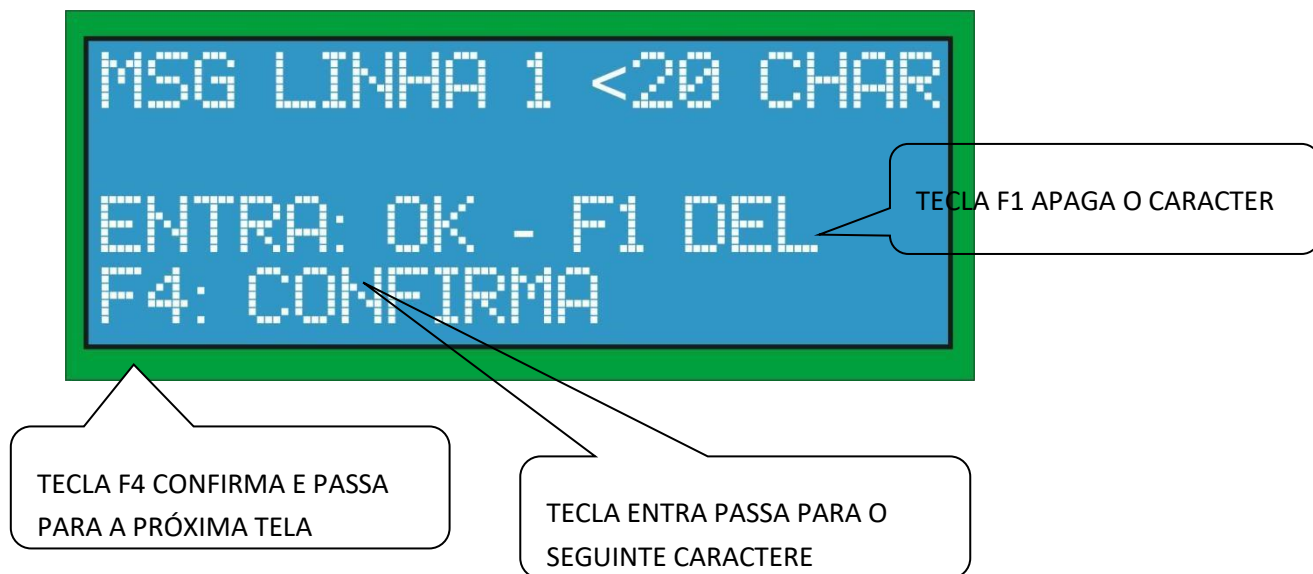 MSG LINHA 1 <20 CHAR
ENTRA: OK - F1 DEL
F4: CONFIRMA
TECLA F1 APAGA O CARACTER
TECLA F4 CONFIRMA E PASSA
PARA A PRÓXIMA TELA
TECLA ENTRA PASSA PARA O
SEGUINTE CARACTERE